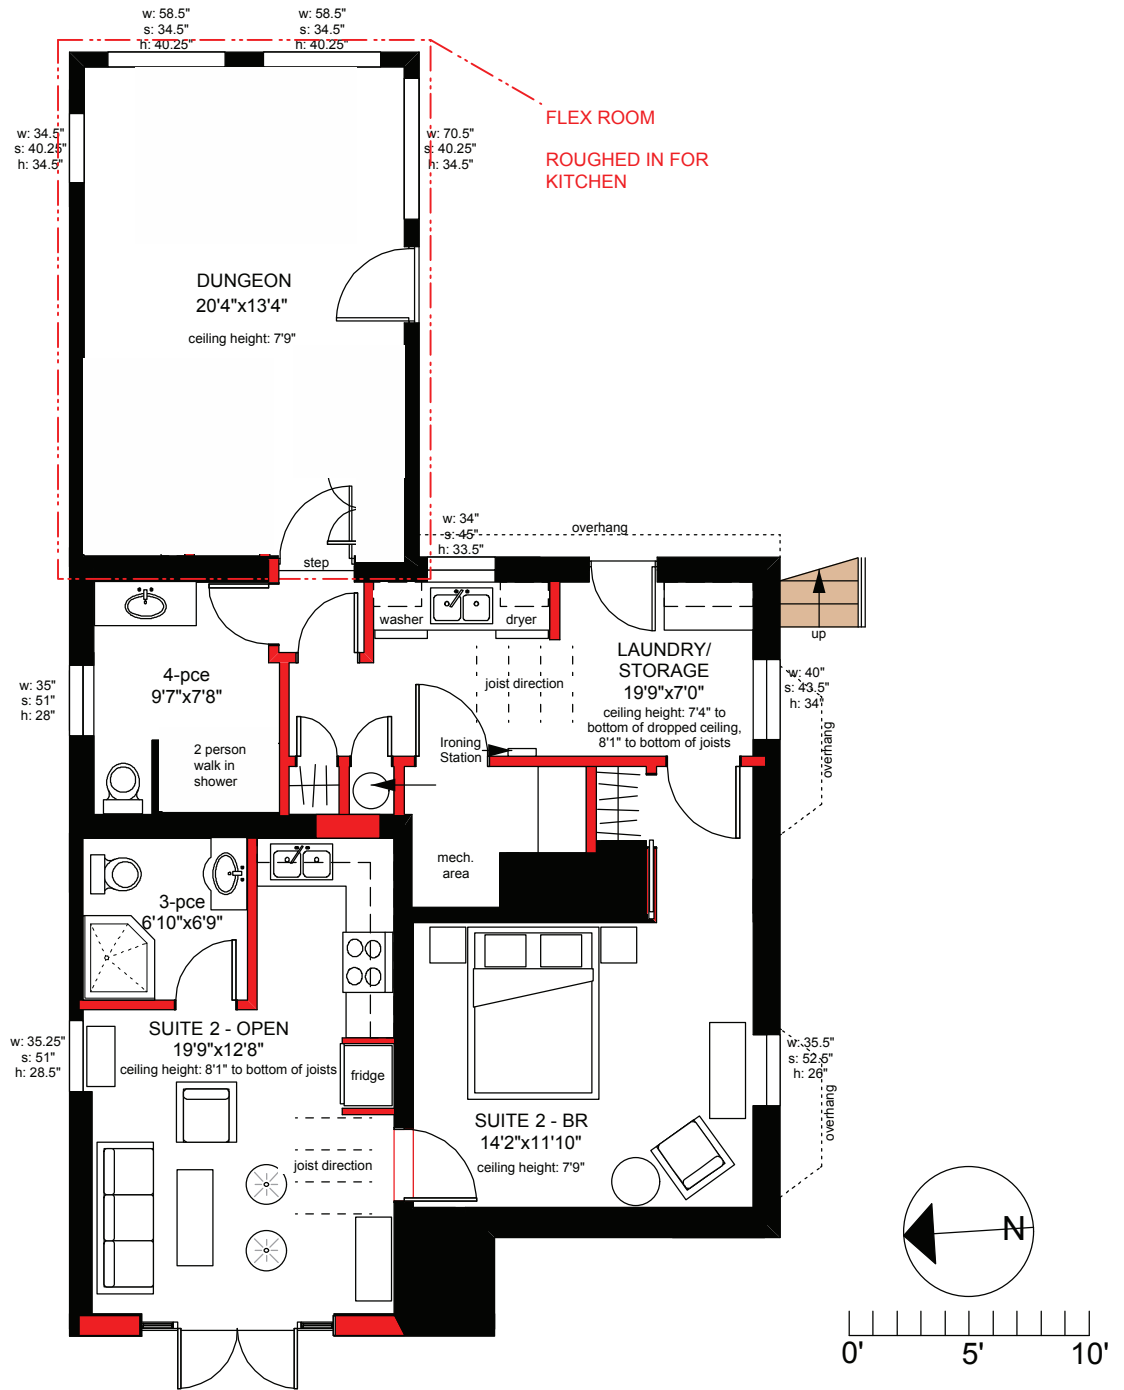 w: 58.5"
s: 34.5"
h: 40.25"
w: 58.5"
s: 34.5"
h: 40.25"
FLEX ROOM
ROUGHED IN FOR
KITCHEN
w: 34.5"
s: 40.25"
h: 34.5"
w: 70.5"
s: 40.25"
h: 34.5"
DUNGEON
20'4"x13'4"
ceiling height: 7'9"
w: 34"
s: 45"
h: 33.5"
overhang
step
washer
dryer
up
4-pce
9'7"x7'8"
w: 35"
s: 51"
h: 28"
2 person
walk in
shower
joist direction
LAUNDRY/
STORAGE
19'9"x7'0"
ceiling height: 7'4" to
bottom of dropped ceiling,
8'1" to bottom of joists
w: 40"
s: 43.5"
h: 34"
overhang
Ironing
Station
mech.
area
3-pce
6'10"x6'9"
SUITE 2 - OPEN
19'9"x12'8"
ceiling height: 8'1" to bottom of joists
w: 35.25"
s: 51"
h: 28.5"
fridge
w: 35.5"
s: 52.5"
h: 26"
overhang
SUITE 2 - BR
14'2"x11'10"
ceiling height: 7'9"
joist direction
N
0' 5' 10'